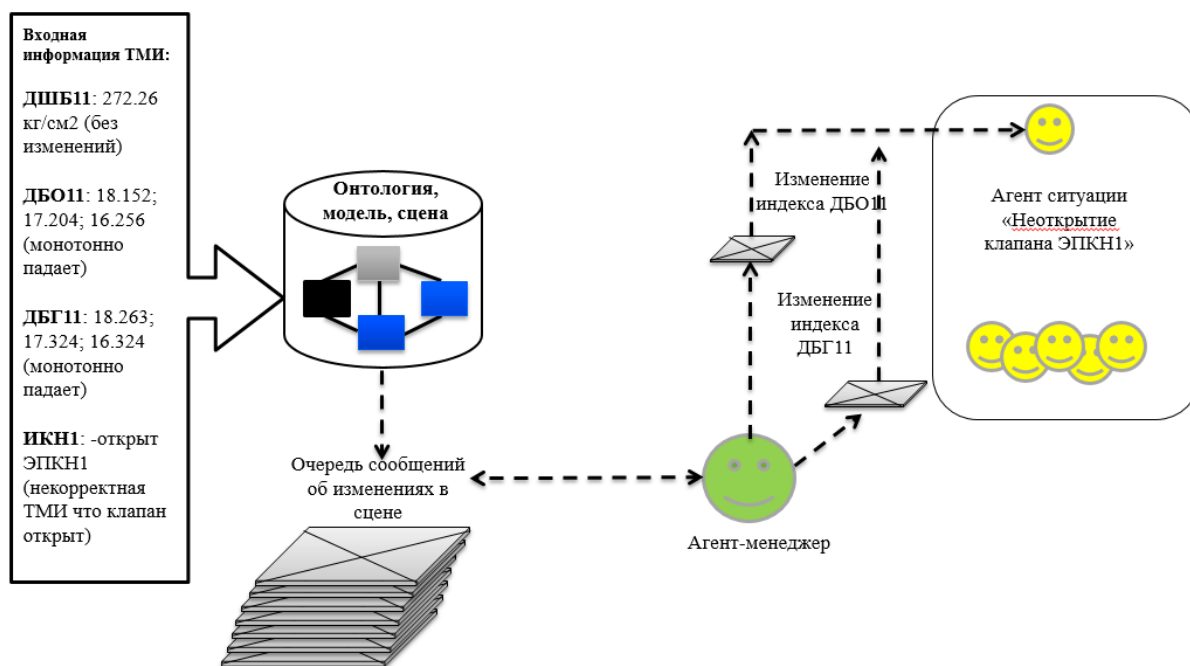 Входная
информация ТМИ:
ДШБ11: 272.26
кг/см2 (без
изменений)
ДБО11: 18.152;
17.204; 16.256
(монотонно
падает)
ДБГ11: 18.263;
17.324; 16.324
(монотонно
падает)
ИКН1: -открыт
ЭПКН1
(некорректная
ТМИ что клапан
открыт)
Онтология,
модель, сцена
Очередь сообщений
об изменениях в
сцене
Агент-менеджер
Изменение
индекса ДБО11
Изменение
индекса
ДБГ11
Агент ситуации
«Неоткрытие
клапана ЭПКН1»